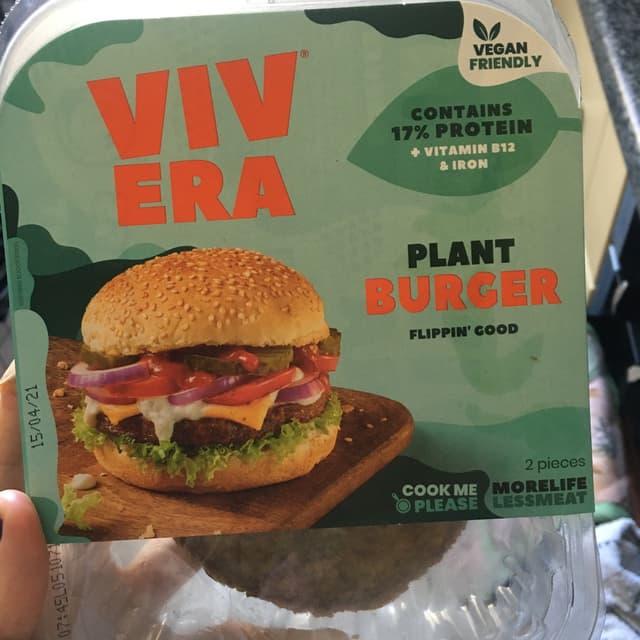 VIV
ERA®
VEGAN
FRIENDLY
CONTAINS
17% PROTEIN
+ VITAMIN B12
& IRON
PLANT
BURGER
FLIPPIN' GOOD
15/04/21
2 pieces
COOK ME
PLEASE
MORELIFE
LESSMEAT